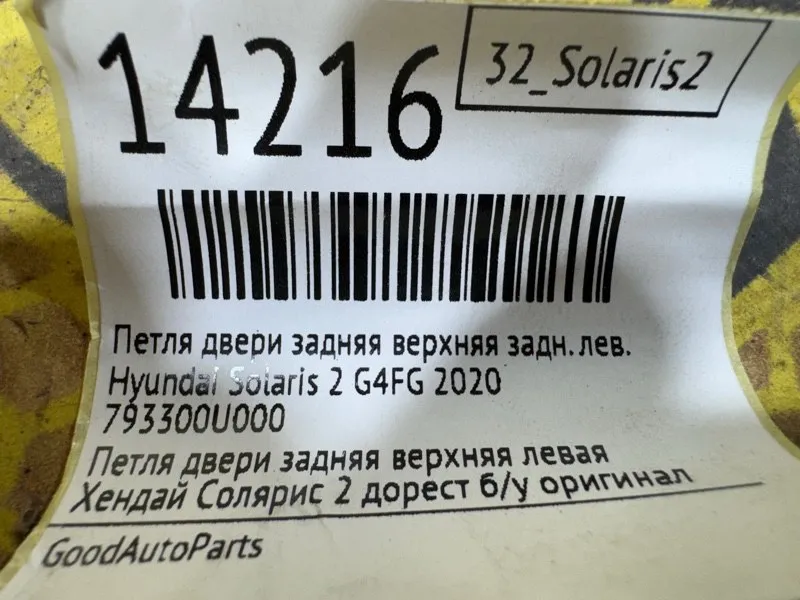 14216
32_Solaris2
Петля двери задняя верхняя задн.лев.
Hyundai Solaris 2 G4FG 2020
793300U000
Петля двери задняя верхняя левая
Хендай Солярис 2 дорест б/у оригинал
GoodAutoParts